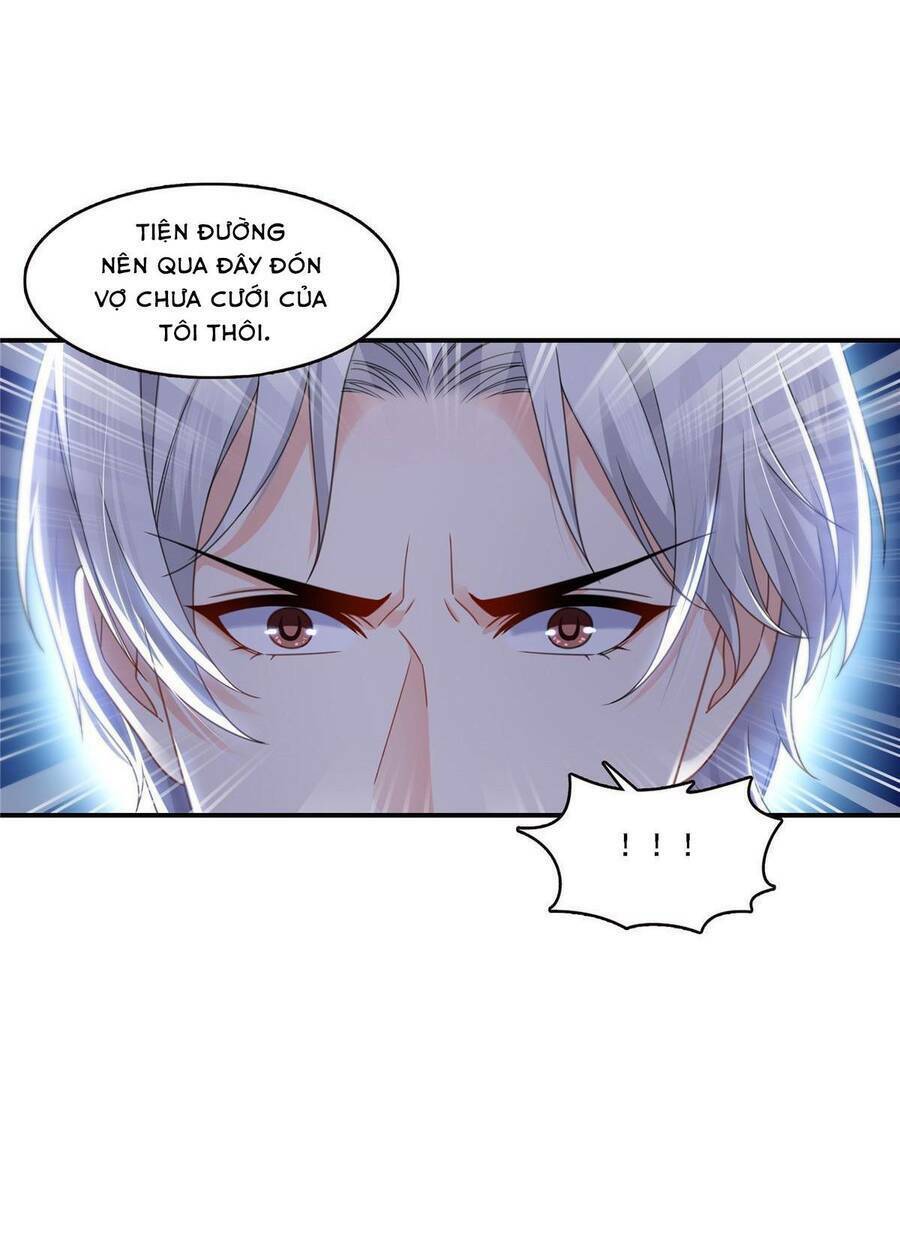 TIỆN ĐƯỜNG
NÊN QUA ĐÂY ĐÓN
VỢ CHƯA CƯỚI CỦA
TÔI THÔI.
!!!